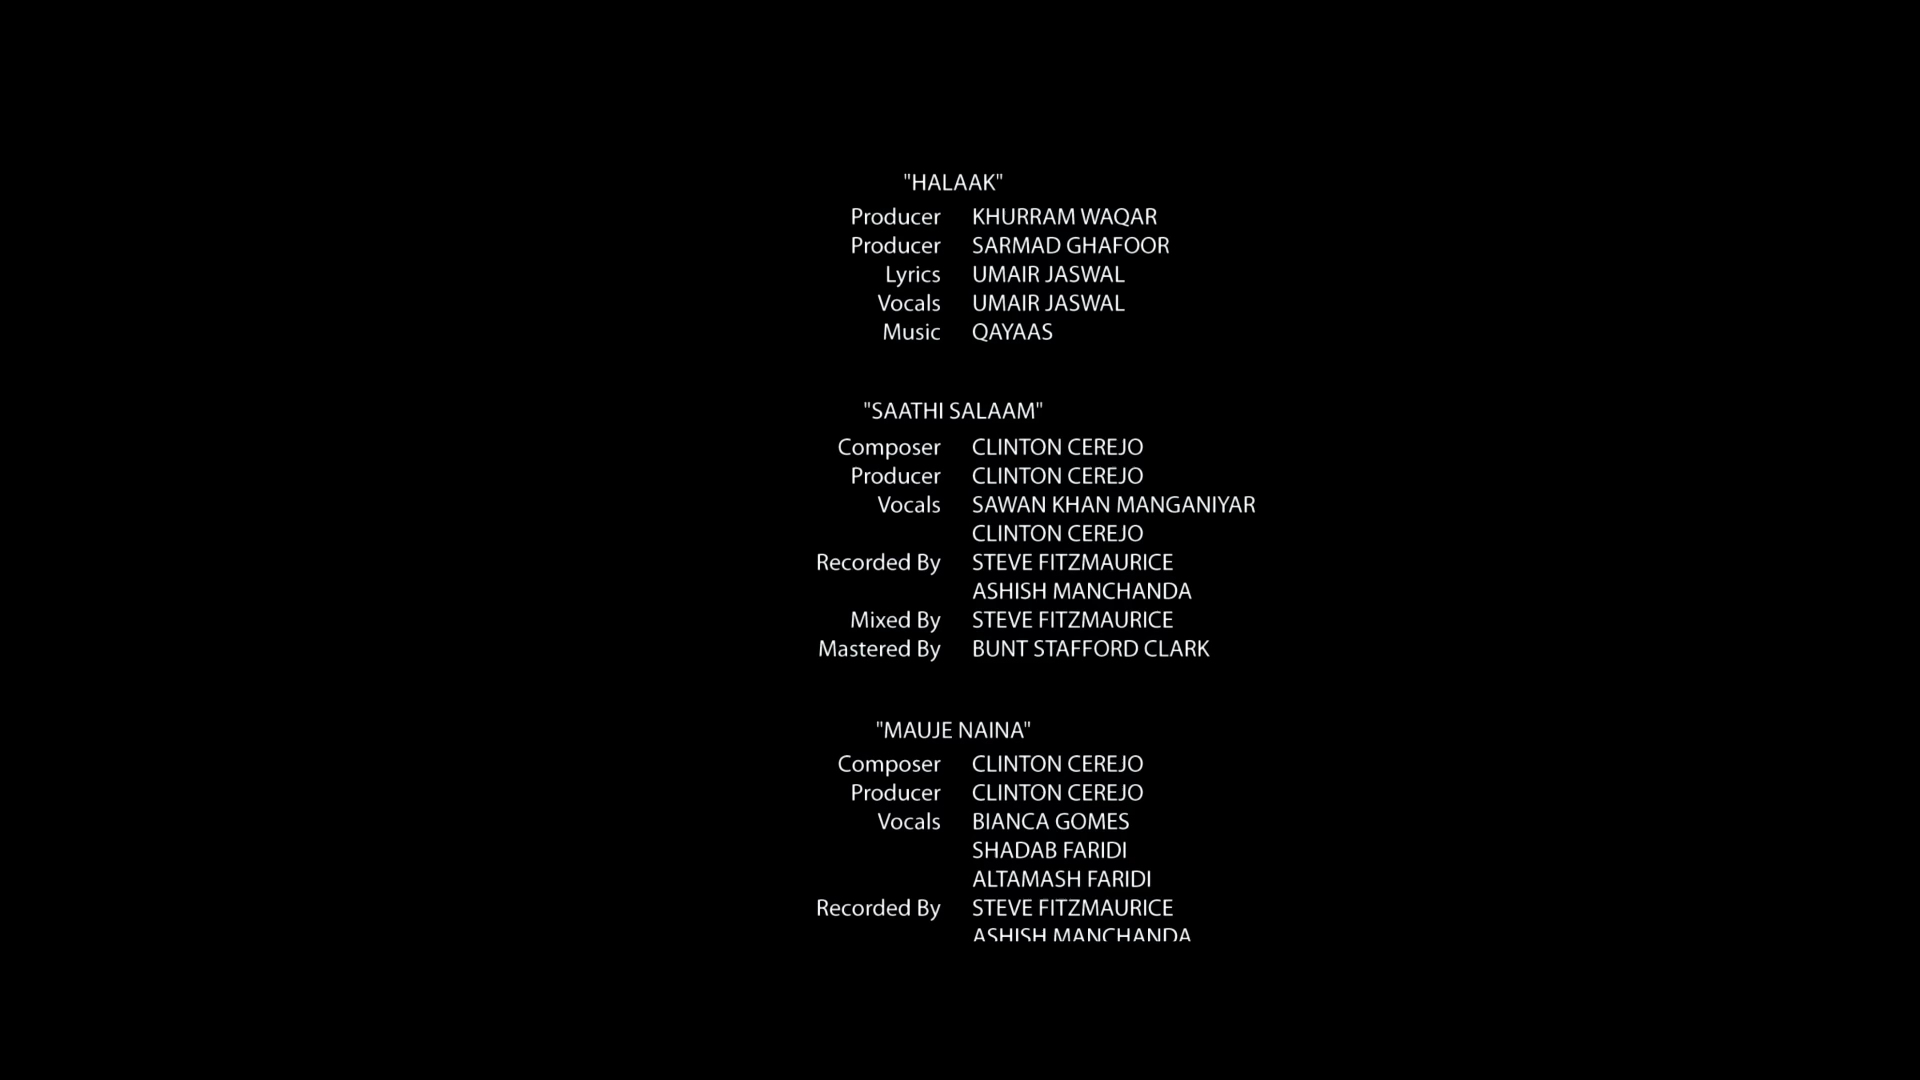 "HALAAK"
Producer KHURRAM WAQAR
Producer SARMAD GHAFOOR
Lyrics UMAIR JASWAL
Vocals UMAIR JASWAL
Music QAYAAS
"SAATHI SALAAM"
Composer CLINTON CEREJO
Producer CLINTON CEREJO
Vocals SAWAN KHAN MANGANIYAR
CLINTON CEREJO
Recorded By STEVE FITZMAURICE
ASHISH MANCHANDA
Mixed By STEVE FITZMAURICE
Mastered By BUNT STAFFORD CLARK
"MAUJE NAINA"
Composer CLINTON CEREJO
Producer CLINTON CEREJO
Vocals BIANCA GOMES
SHADAB FARIDI
ALTAMASH FARIDI
Recorded By STEVE FITZMAURICE
ASHISH MANCHANDA